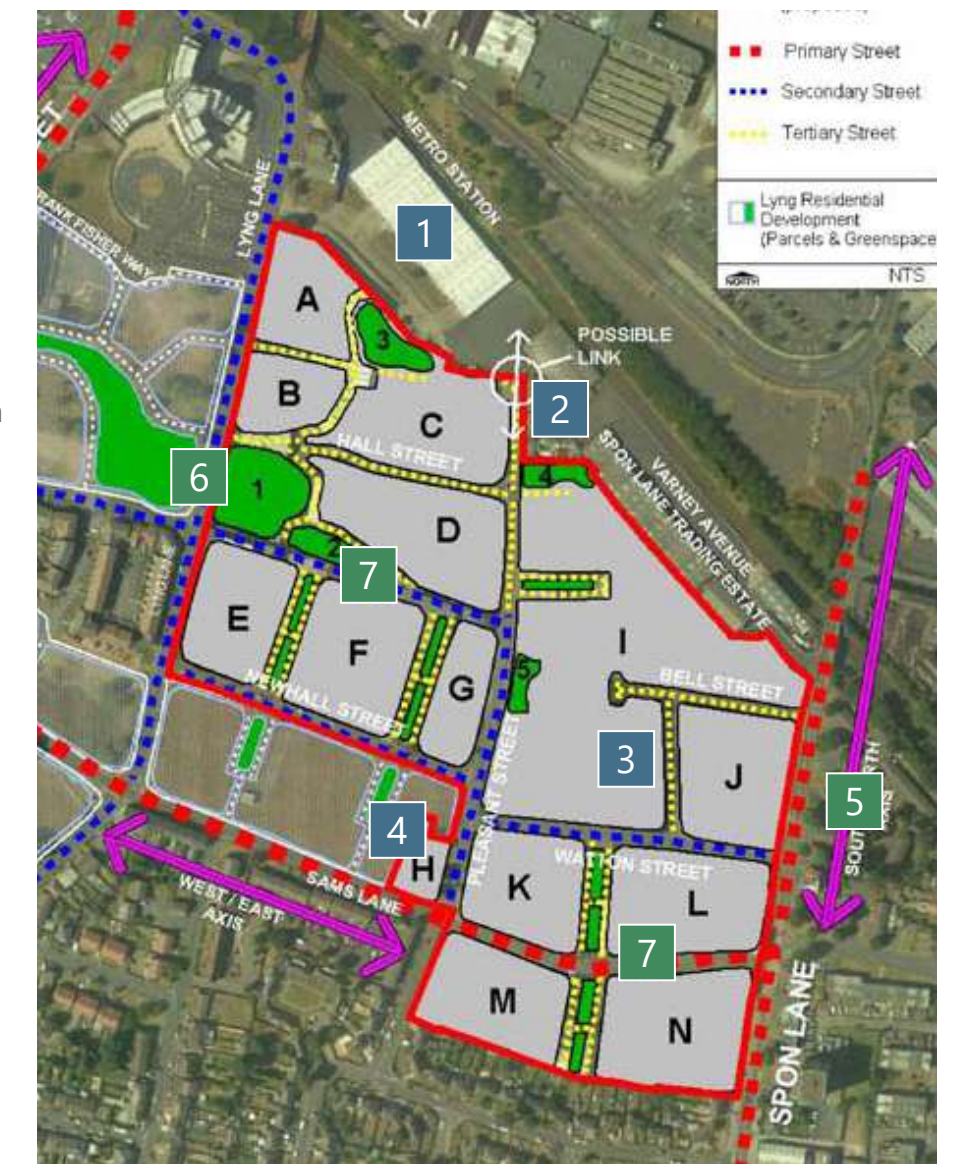 Primary Street
Secondary Street
Tertiary Street
Lyng Residential
Development
(Parcels & Greenspace
NORTH
NTS
METRO STATION
1
LYNG LANE
FRANK FISHER WAY
A
3
POSSIBLE
LINK
2
B
C
HALL STREET
6
1
4
VARNEY AVENUE
SPON LANE TRADING ESTATE
D
2
7
E
F
G
I
5
BELL STREET
NEWHALL STREET
PLEASANT STREET
3
J
5
4
H
WATTON STREET
K
L
SAMS LANE
WEST / EAST
AXIS
7
M
N
SPON LANE